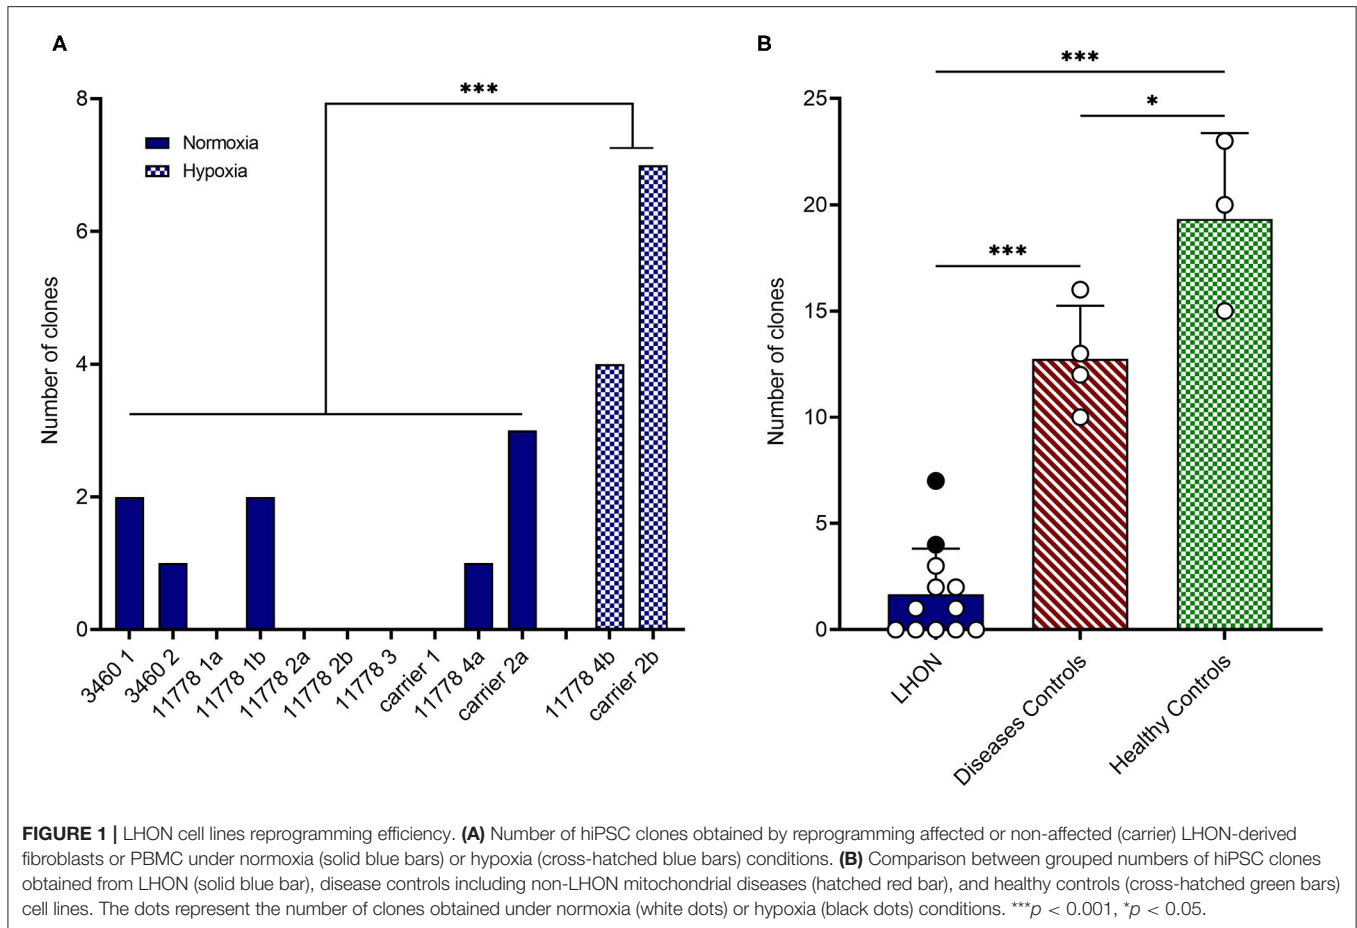 A
***
8
6
4
2
0
Number of clones
Normoxia
Hypoxia
3460 1
3460 2
11778 1a
11778 1b
11778 2a
11778 2b
11778 3
carrier 1
11778 4a
carrier 2a
11778 4b
carrier 2b
B
***
*
***
25
20
15
10
5
0
Number of clones
LHON
Diseases Controls
Healthy Controls
FIGURE 1 | LHON cell lines reprogramming efficiency. (A) Number of hiPSC clones obtained by reprogramming affected or non-affected (carrier) LHON-derived
fibroblasts or PBMC under normoxia (solid blue bars) or hypoxia (cross-hatched blue bars) conditions. (B) Comparison between grouped numbers of hiPSC clones
obtained from LHON (solid blue bar), disease controls including non-LHON mitochondrial diseases (hatched red bar), and healthy controls (cross-hatched green bars)
cell lines. The dots represent the number of clones obtained under normoxia (white dots) or hypoxia (black dots) conditions. ***p < 0.001, *p < 0.05.